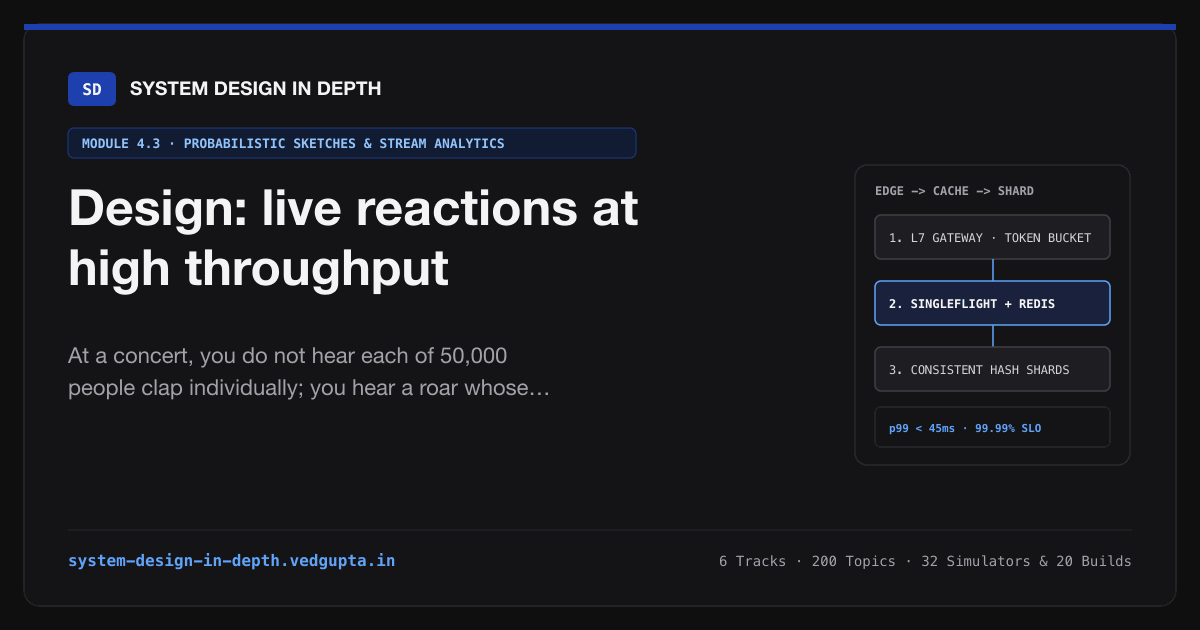 SD
SYSTEM DESIGN IN DEPTH
MODULE 4.3 · PROBABILISTIC SKETCHES & STREAM ANALYTICS
Design: live reactions at
high throughput
At a concert, you do not hear each of 50,000
people clap individually; you hear a roar whose…
EDGE —> CACHE —> SHARD
1. L7 GATEWAY · TOKEN BUCKET
2. SINGLEFLIGHT + REDIS
3. CONSISTENT HASH SHARDS
p99 < 45ms · 99.99% SLO
system-design-in-depth.vedgupta.in
6 Tracks · 200 Topics · 32 Simulators & 20 Builds